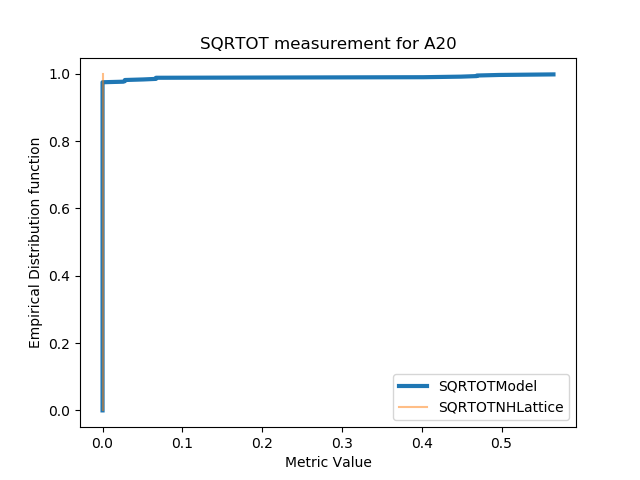 SQRTOT measurement for A20
1.0
0.8
0.6
0.4
0.2
0.0
Empirical Distribution function
SQRTOTModel
SQRTOTNHLattice
0.0 0.1 0.2 0.3 0.4 0.5
Metric Value